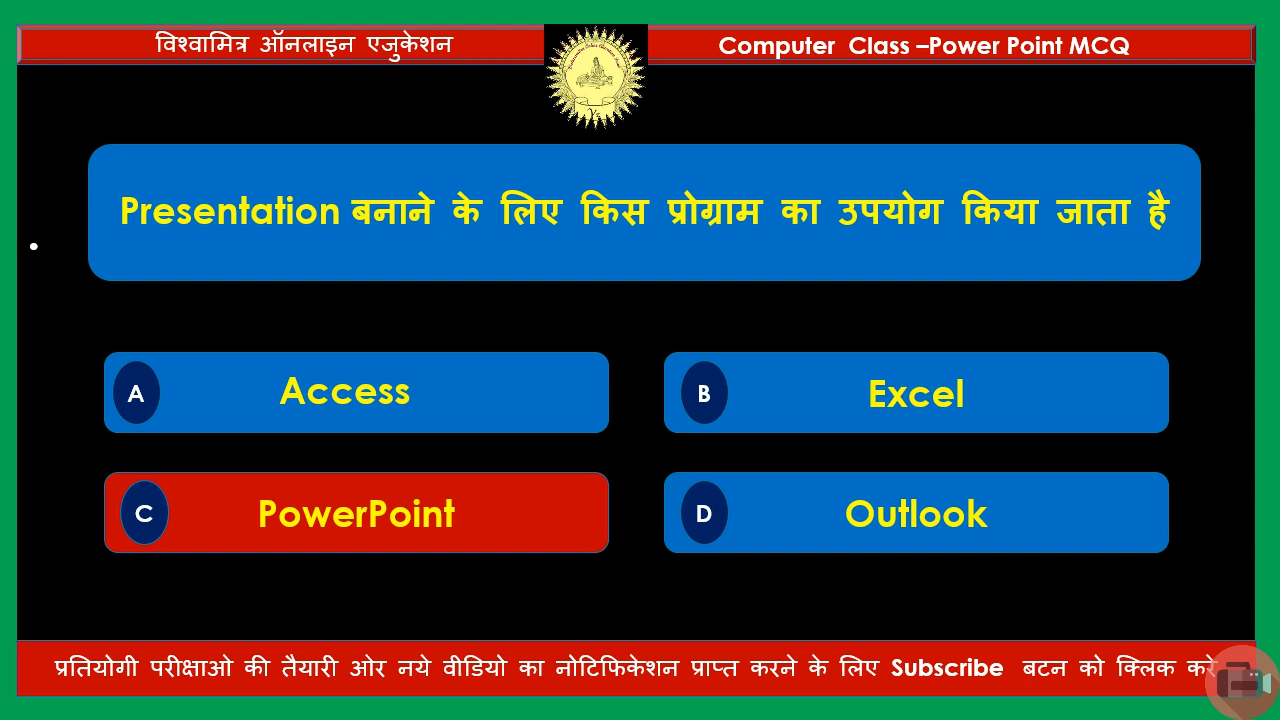 विश्वामित्र ऑनलाइन एजुकेशन
Computer Class –Power Point MCQ
Presentation बनाने के लिए किस प्रोग्राम का उपयोग किया जाता है
A Access
B Excel
C PowerPoint
D Outlook
प्रतियोगी परीक्षाओ की तैयारी ओर नये वीडियो का नोटिफिकेशन प्राप्त करने के लिए Subscribe बटन को क्लिक करे